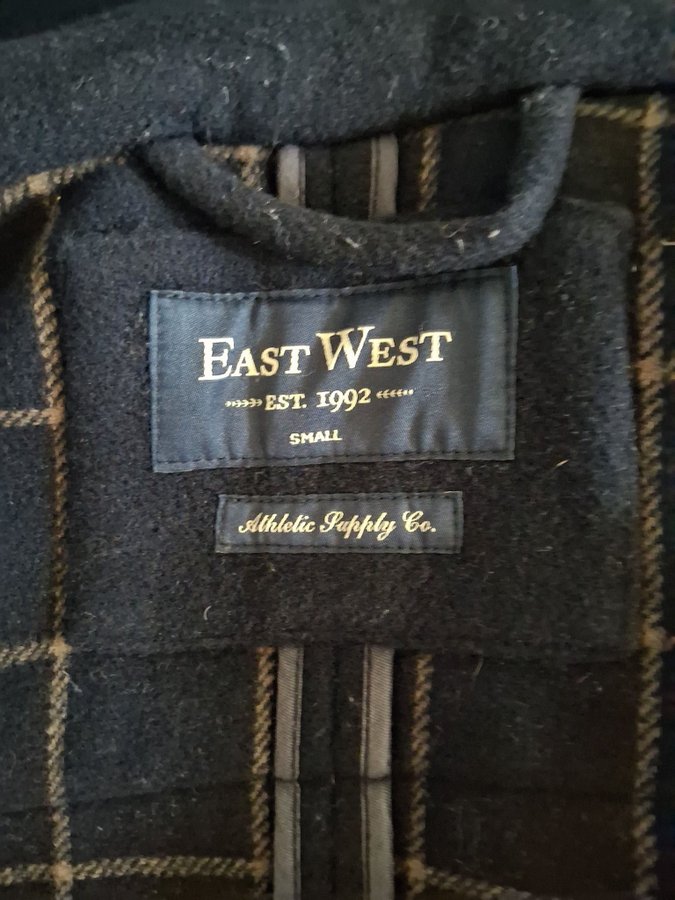 EAST WEST
EST. 1992
SMALL
Athletic Supply Co.